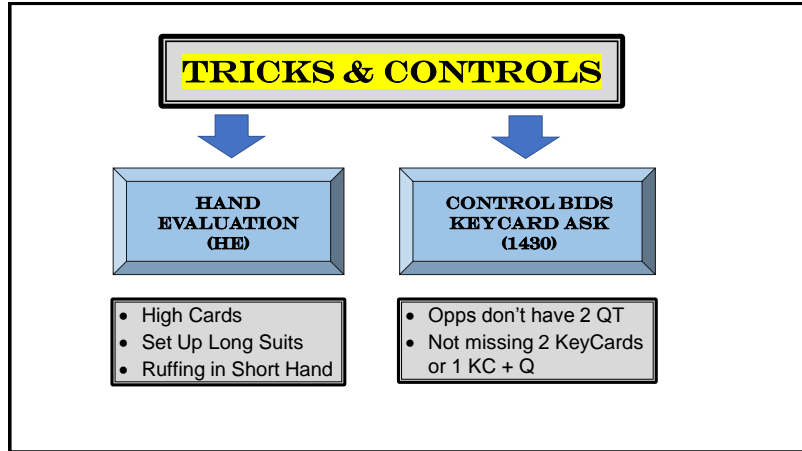 TRICKS & CONTROLS
HAND
EVALUATION
(HE)
CONTROL BIDS
KEYCARD ASK
(1430)
• High Cards
• Set Up Long Suits
• Ruffing in Short Hand
• Opps don’t have 2 QT
• Not missing 2 KeyCards
or 1 KC + Q